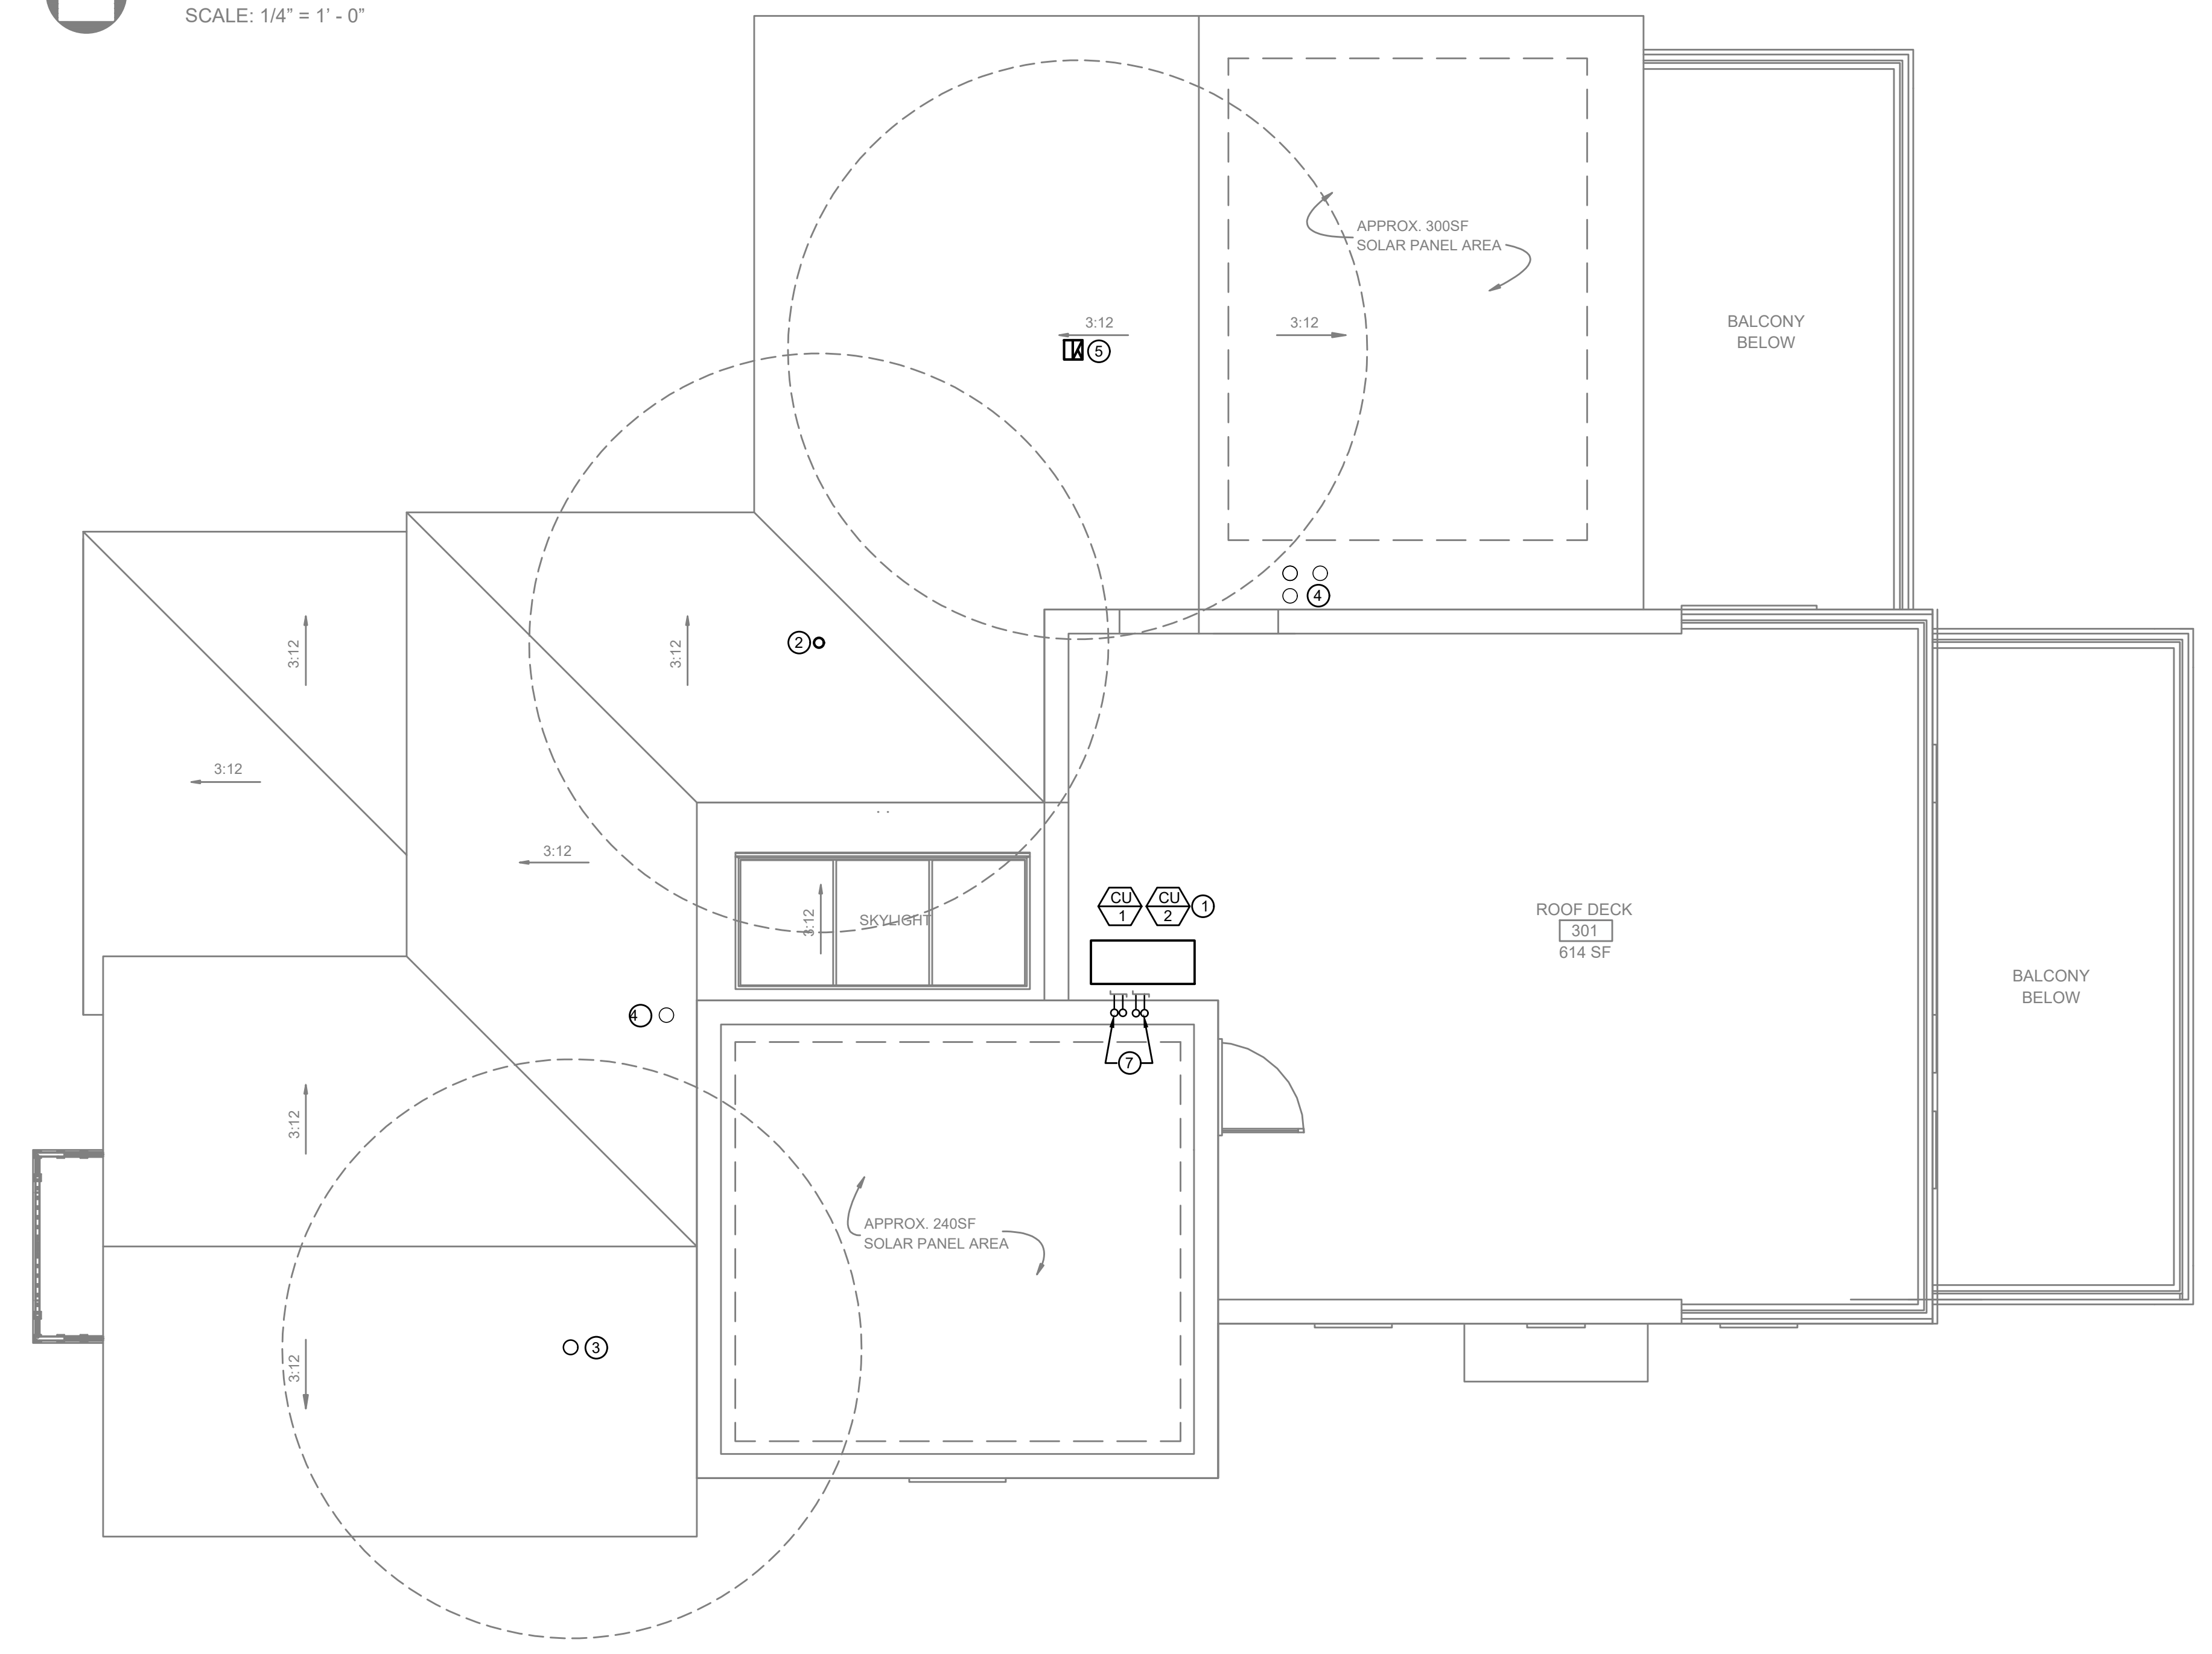 SCALE: 1/4” = 1’ - 0”
APPROX. 300SF
SOLAR PANEL AREA
3:12
3:12
5
BALCONY
BELOW
4
2
3:12
3:12
3:12
3:12
CU
1
CU
2
1
3:12
SKYLIGHT
ROOF DECK
301
614 SF
BALCONY
BELOW
4
7
3:12
APPROX. 240SF
SOLAR PANEL AREA
3
3:12